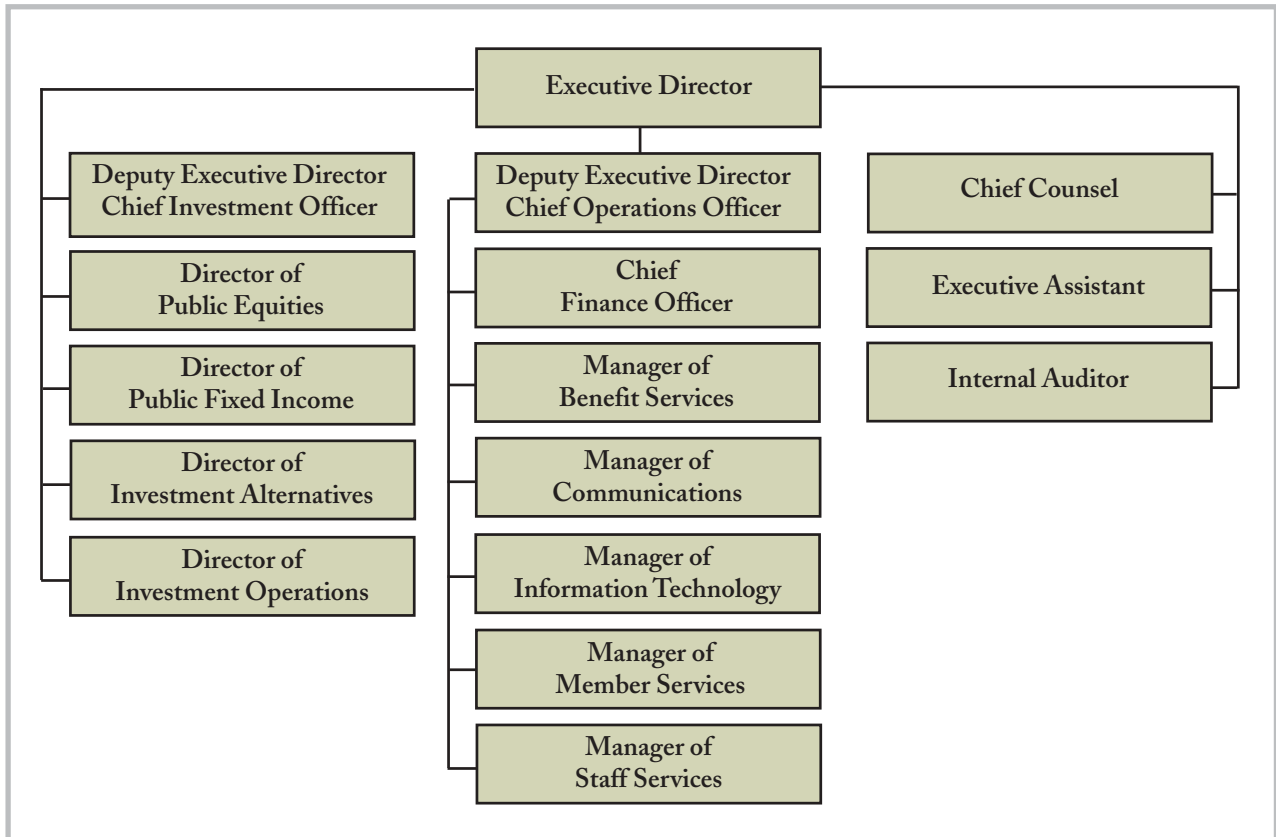 Executive Director
Deputy Executive Director
Chief Investment Officer
Director of
Public Equities
Director of
Public Fixed Income
Director of
Investment Alternatives
Director of
Investment Operations
Deputy Executive Director
Chief Operations Officer
Chief
Finance Officer
Manager of
Benefit Services
Manager of
Communications
Manager of
Information Technology
Manager of
Member Services
Manager of
Staff Services
Chief Counsel
Executive Assistant
Internal Auditor